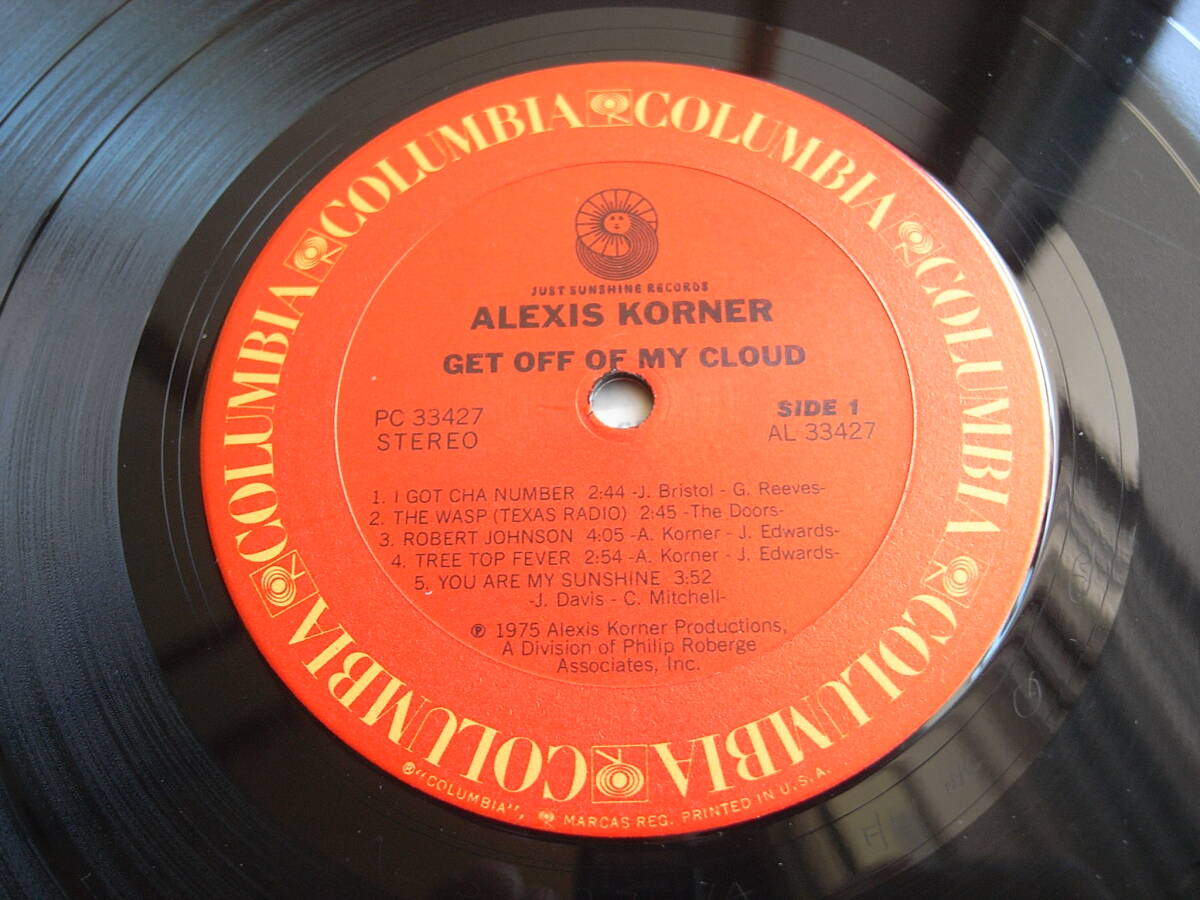 COLUMBIA COLUMBIA COLUMBIA COLUMBIA COLUMBIA COLUMBIA COLUMBIA COLUMBIA COLUMBIA COLUMBIA
JUST SUNSHINE RECORDS
ALEXIS KORNER
GET OFF OF MY CLOUD
PC 33427
STEREO
SIDE 1
AL 33427
1. I GOT CHA NUMBER 2:44 -J. Bristol - G. Reeves-
2. THE WASP (TEXAS RADIO) 2:45 -The Doors-
3. ROBERT JOHNSON 4:05 -A. Korner - J. Edwards-
4. TREE TOP FEVER 2:54 -A. Korner - J. Edwards-
5. YOU ARE MY SUNSHINE 3:52
-J. Davis - C. Mitchell-
℗ 1975 Alexis Korner Productions,
A Division of Philip Roberge
Associates, Inc.
®"COLUMBIA", MARCAS REG. PRINTED IN U.S.A.